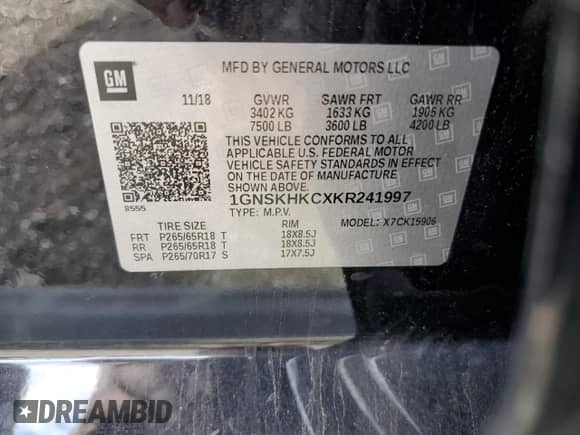 GM
MFD BY GENERAL MOTORS LLC
11/18 GVWR SAWR FRT GAWR RR
3402 KG 1633 KG 1905 KG
7500 LB 3600 LB 4200 LB
THIS VEHICLE CONFORMS TO ALL
APPLICABLE U.S. FEDERAL MOTOR
VEHICLE SAFETY STANDARDS IN EFFECT
ON THE DATE OF MANUFACTURE
SHOWN ABOVE.
1GNSKHKCXKR241997
8555
TYPE: M.P.V. MODEL: X7CK15906
TIRE SIZE RIM
FRT P265/65R18 T 18X8.5J
RR P265/65R18 T 18X8.5J
SPA P265/70R17 S 17X7.5J
DREAMBID